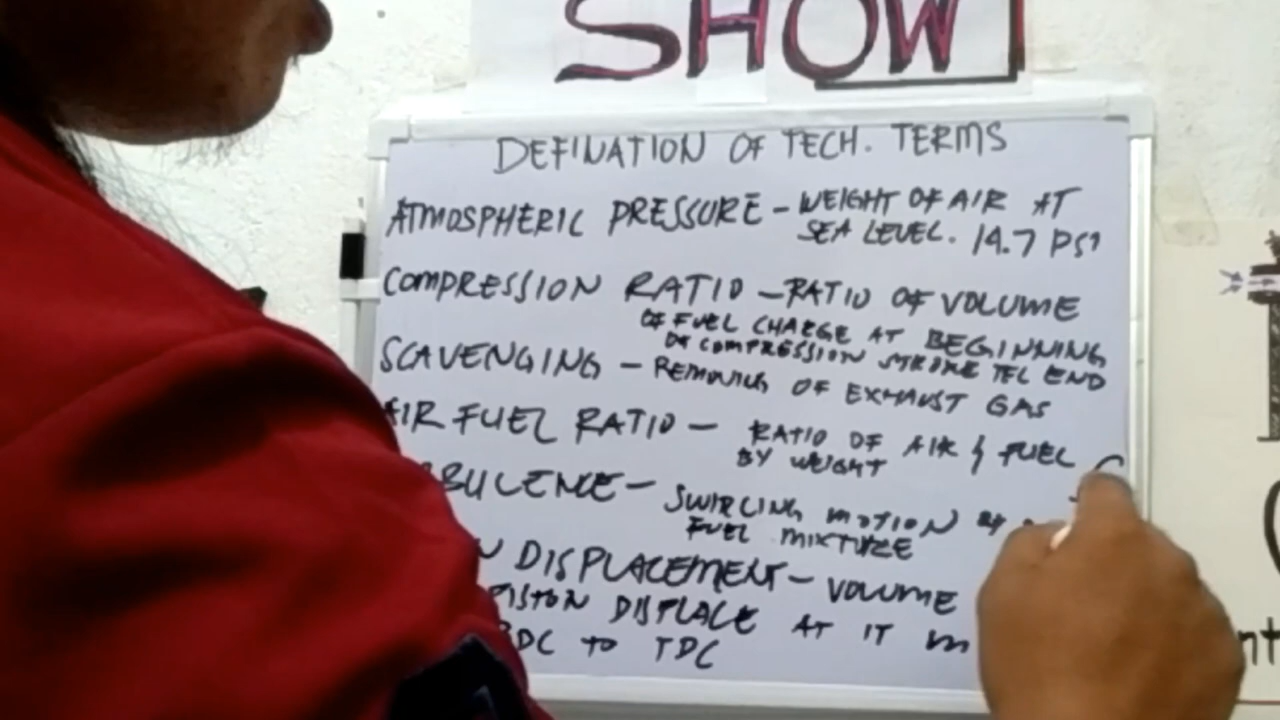 SHOW
DEFINATION OF TECH. TERMS
ATMOSPHERIC PRESSURE - WEIGHT OF AIR AT
SEA LEVEL. 14.7 PSI
COMPRESSION RATIO - RATIO OF VOLUME
OF FUEL CHARGE AT BEGINNING
OF COMPRESSION STROKE TEL END
SCAVENGING - REMOVING OF EXHAUST GAS
AIR FUEL RATIO - RATIO OF AIR & FUEL
BY WEIGHT
BULENCE - SWIRLING MOTION OF
FUEL MIXTURE
N DISPLACEMENT - VOLUME
PISTON DISPLACE AT IT M
BDC TO TDC
nt